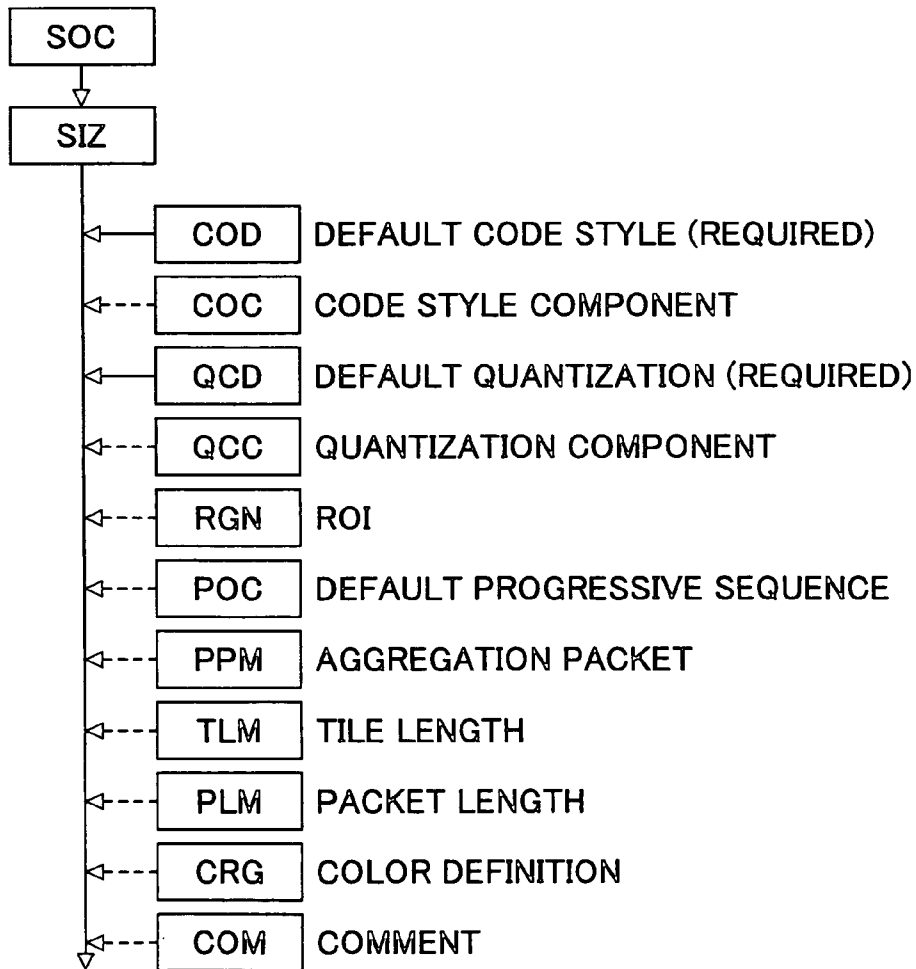 SOC
SIZ
COD DEFAULT CODE STYLE (REQUIRED)
COC CODE STYLE COMPONENT
QCD DEFAULT QUANTIZATION (REQUIRED)
QCC QUANTIZATION COMPONENT
RGN ROI
POC DEFAULT PROGRESSIVE SEQUENCE
PPM AGGREGATION PACKET
TLM TILE LENGTH
PLM PACKET LENGTH
CRG COLOR DEFINITION
COM COMMENT